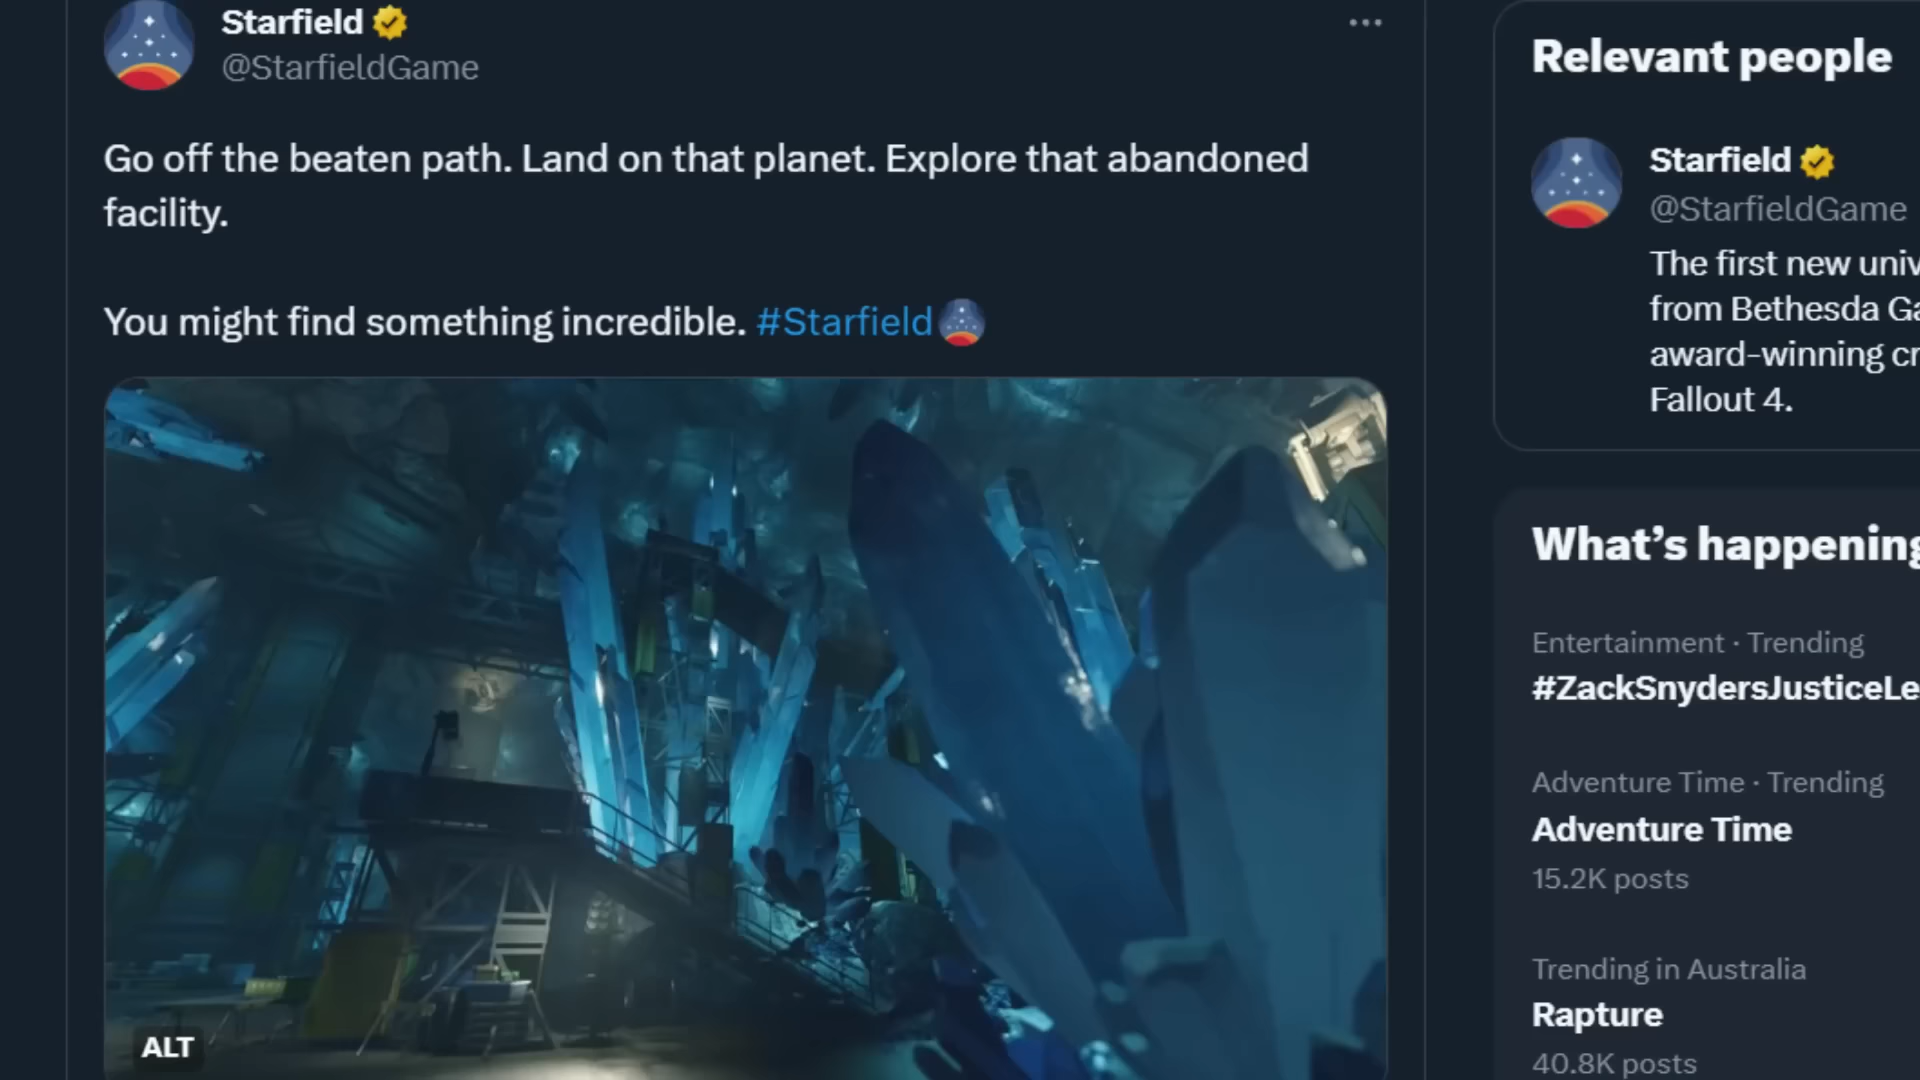 Starfield
@StarfieldGame
Go off the beaten path. Land on that planet. Explore that abandoned
facility.
You might find something incredible. #Starfield
ALT
Relevant people
Starfield
@StarfieldGame
The first new univ
from Bethesda Ga
award-winning cr
Fallout 4.
What’s happening
Entertainment · Trending
#ZackSnydersJusticeLe
Adventure Time · Trending
Adventure Time
15.2K posts
Trending in Australia
Rapture
40.8K posts